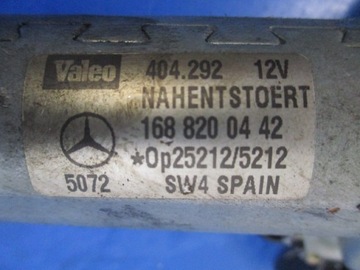 Valeo 404.292 12V
NAHENTSTOERT
168 820 04 42
*Op25212/5212
5072 SW4 SPAIN